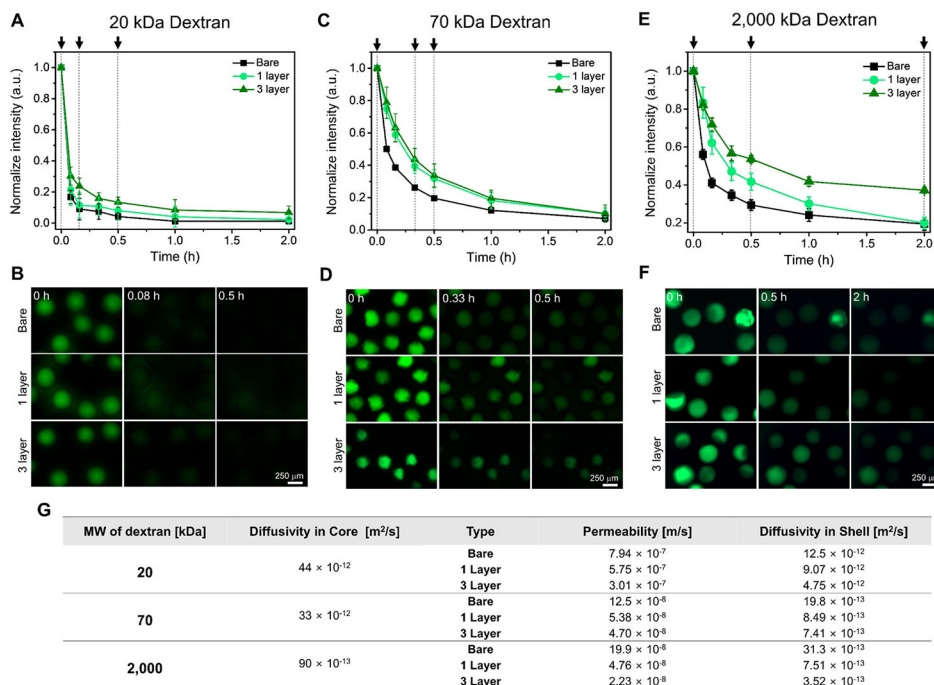 A
20 kDa Dextran
Normalize intensity (a.u.)
1.0
0.8
0.6
0.4
0.2
0.0
Bare
1 layer
3 layer
0.0 0.5 1.0 1.5 2.0
Time (h)
C
70 kDa Dextran
Normalize intensity (a.u.)
1.0
0.8
0.6
0.4
0.2
0.0
Bare
1 layer
3 layer
0.0 0.5 1.0 1.5 2.0
Time (h)
E
2,000 kDa Dextran
Normalize intensity (a.u.)
1.0
0.8
0.6
0.4
0.2
Bare
1 layer
3 layer
0.0 0.5 1.0 1.5 2.0
Time (h)
B
0 h 0.08 h 0.5 h
Bare
1 layer
3 layer
250 μm
D
0 h 0.33 h 0.5 h
Bare
1 layer
3 layer
250 μm
F
0 h 0.5 h 2 h
Bare
1 layer
3 layer
250 μm
G
MW of dextran [kDa] Diffusivity in Core [m²/s] Type Permeability [m/s] Diffusivity in Shell [m²/s]
20 44 × 10⁻¹² Bare 7.94 × 10⁻⁷ 12.5 × 10⁻¹²
1 Layer 5.75 × 10⁻⁷ 9.07 × 10⁻¹²
3 Layer 3.01 × 10⁻⁷ 4.75 × 10⁻¹²
70 33 × 10⁻¹² Bare 12.5 × 10⁻⁸ 19.8 × 10⁻¹³
1 Layer 5.38 × 10⁻⁸ 8.49 × 10⁻¹³
3 Layer 4.70 × 10⁻⁸ 7.41 × 10⁻¹³
2,000 90 × 10⁻¹³ Bare 19.9 × 10⁻⁸ 31.3 × 10⁻¹³
1 Layer 4.76 × 10⁻⁸ 7.51 × 10⁻¹³
3 Layer 2.23 × 10⁻⁸ 3.52 × 10⁻¹³